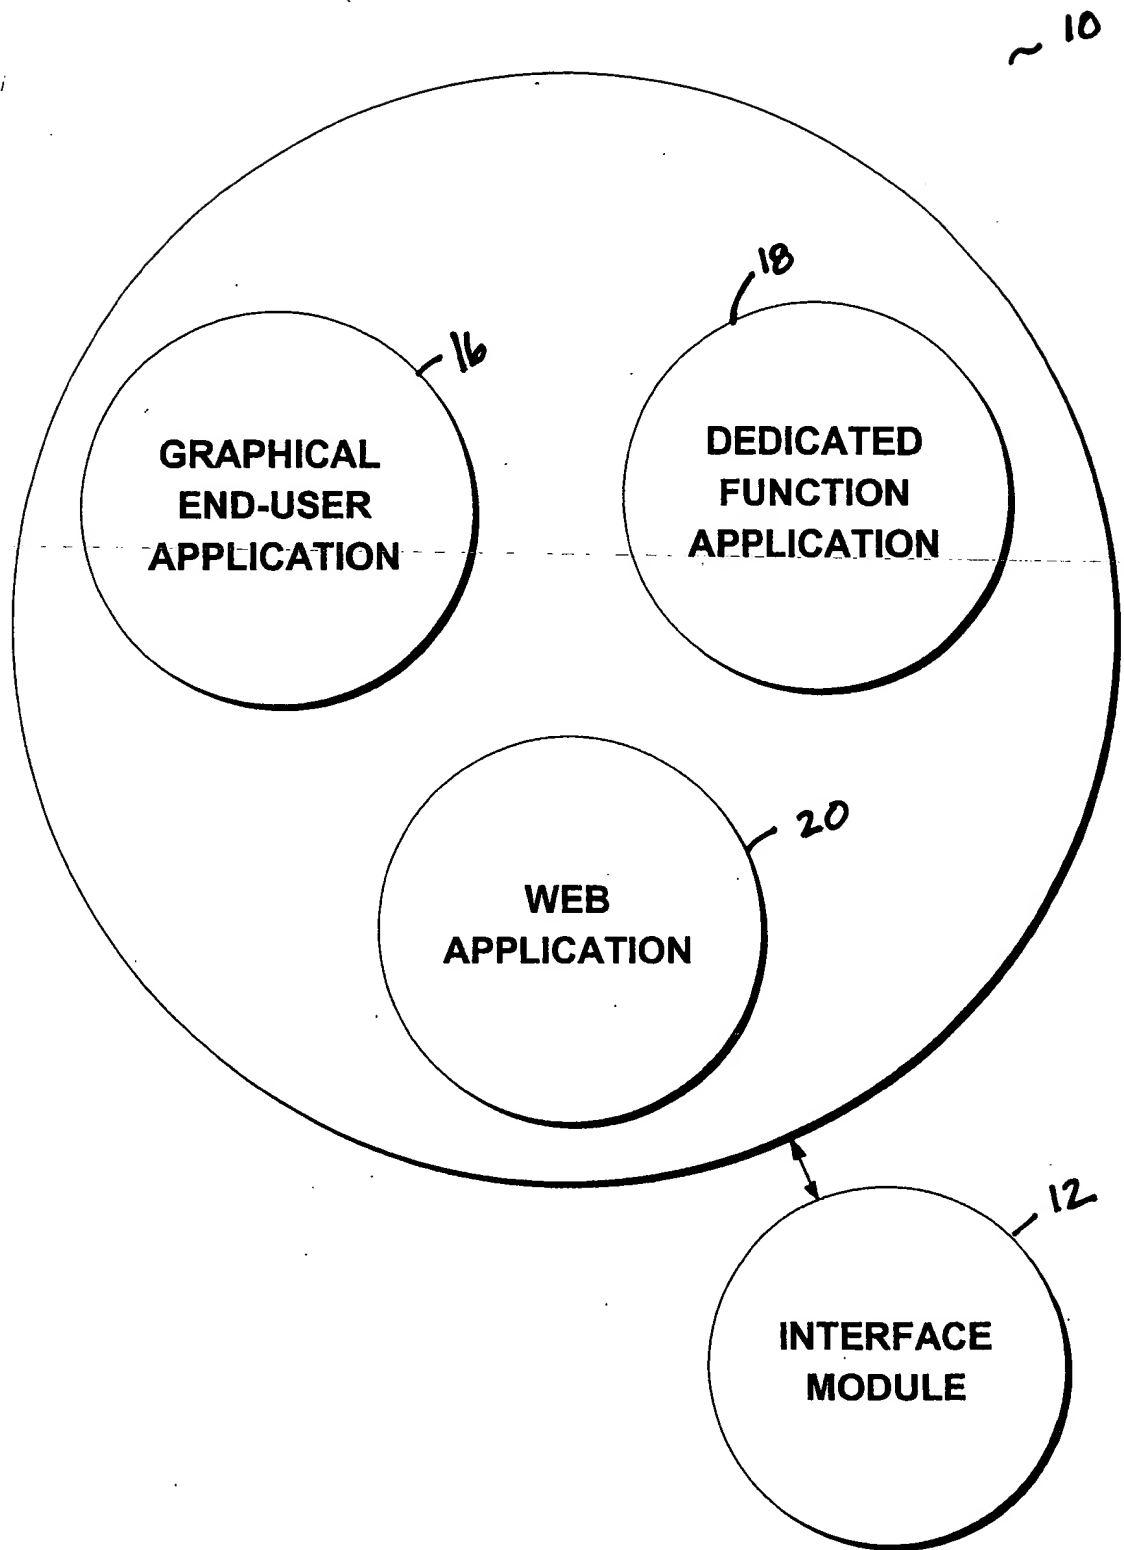 10
18
16
GRAPHICAL
END-USER
APPLICATION
DEDICATED
FUNCTION
APPLICATION
20
WEB
APPLICATION
12
INTERFACE
MODULE